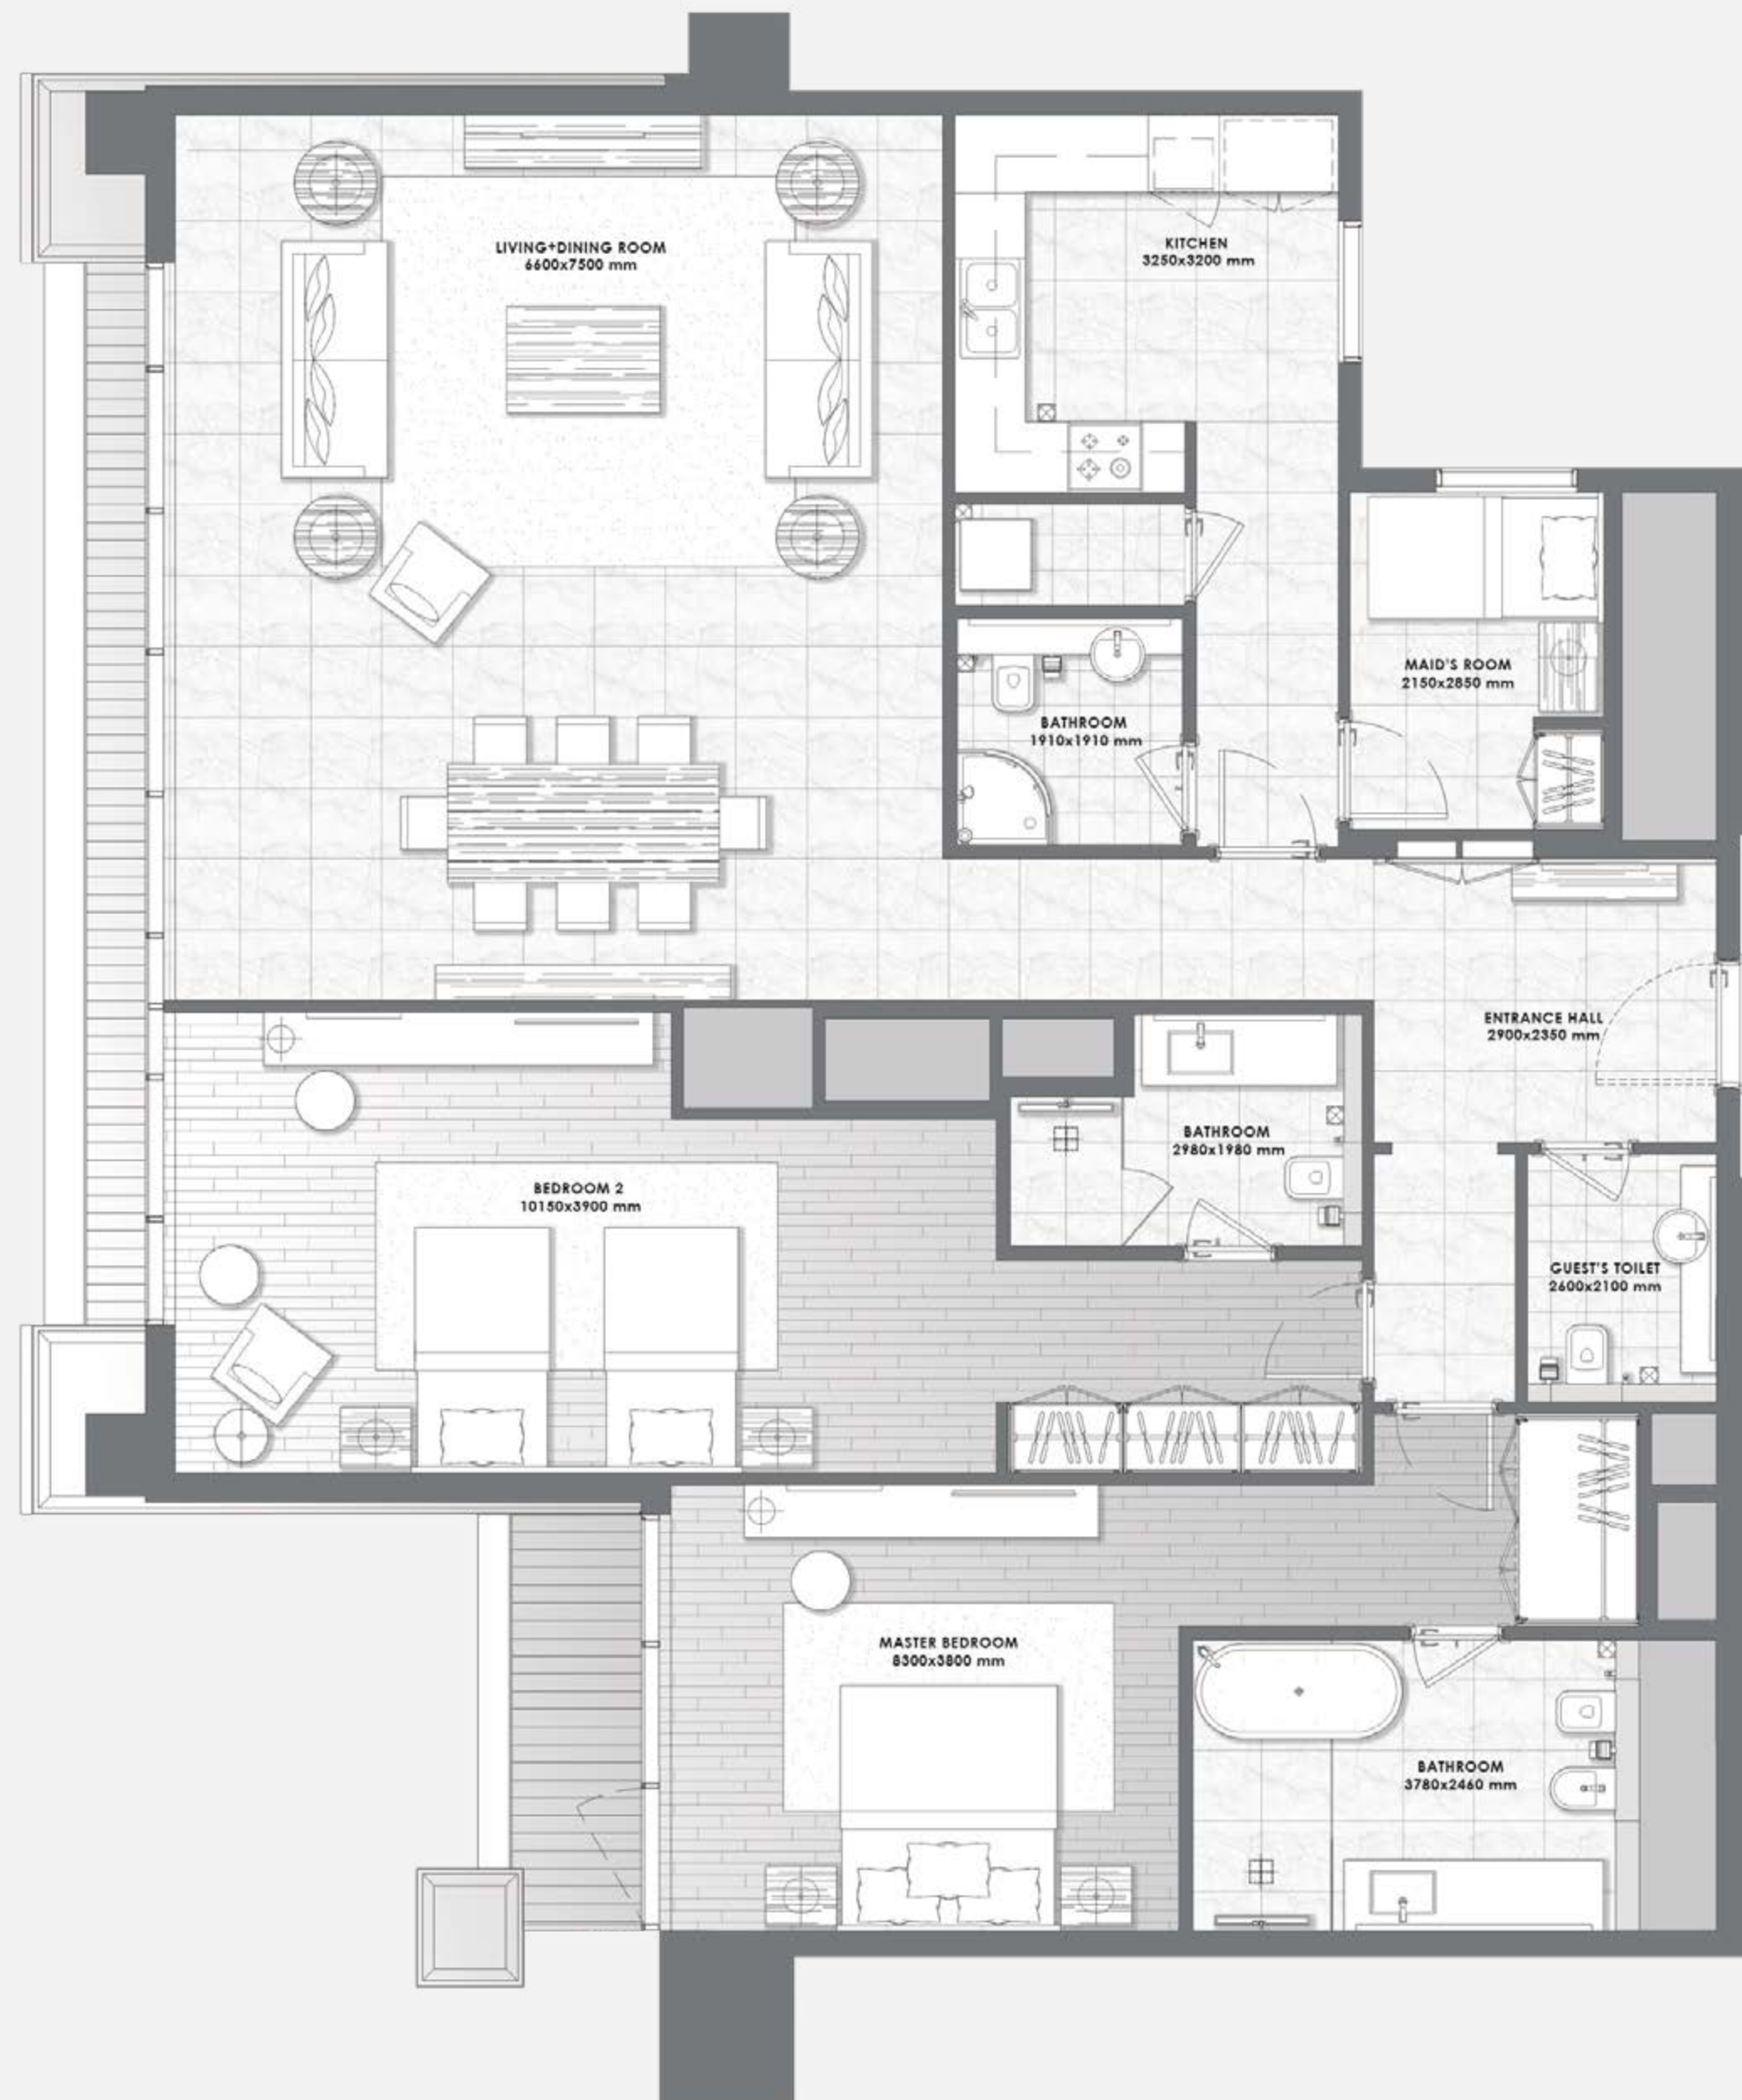 LIVING+DINING ROOM
6600x7500 mm
KITCHEN
3250x3200 mm
MAID'S ROOM
2150x2850 mm
BATHROOM
1910x1910 mm
ENTRANCE HALL
2900x2350 mm
BATHROOM
2980x1980 mm
BEDROOM 2
10150x3900 mm
GUEST'S TOILET
2600x2100 mm
MASTER BEDROOM
8300x3800 mm
BATHROOM
3780x2460 mm